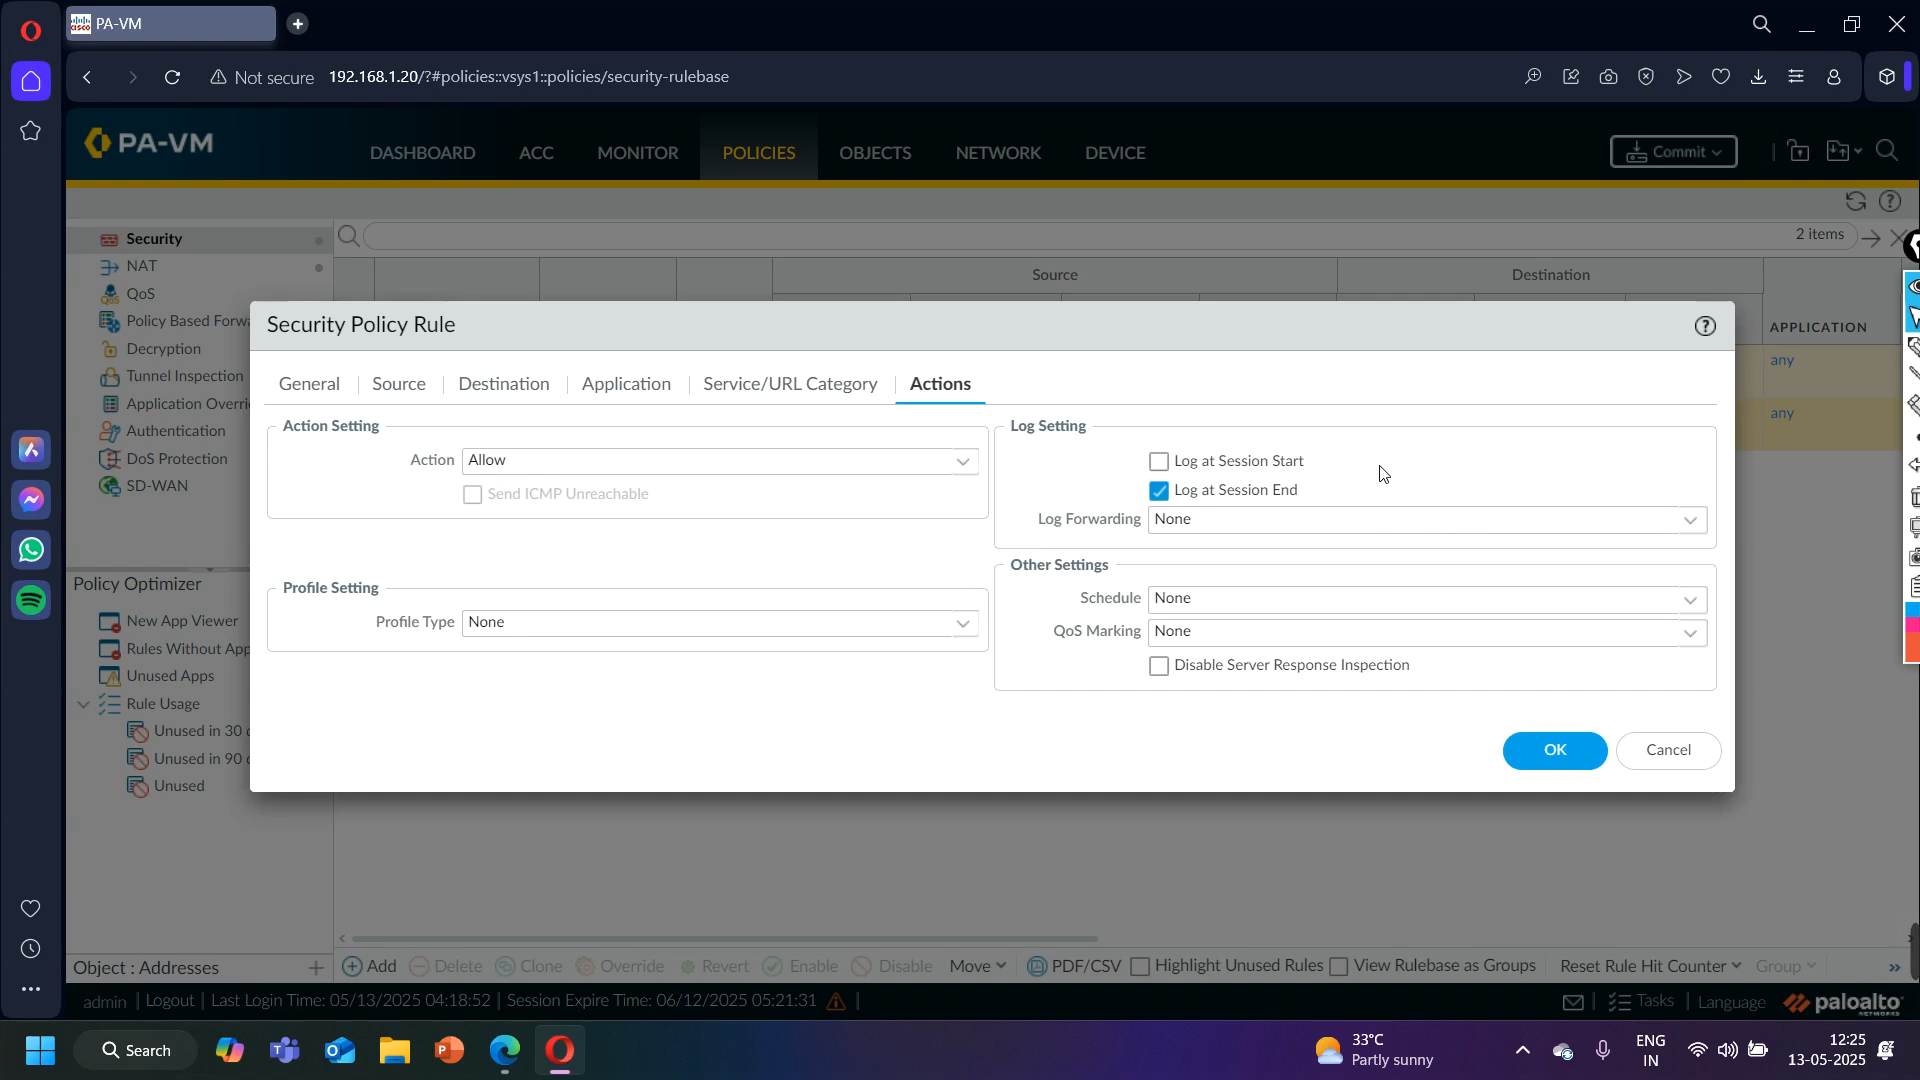 PA-VM
Not secure 192.168.1.20/?#policies::vsys1::policies/security-rulebase
PA-VM
DASHBOARD ACC MONITOR POLICIES OBJECTS NETWORK DEVICE
Commit
Security
NAT
QoS
Policy Based Forwa
Decryption
Tunnel Inspection
Application Overri
Authentication
DoS Protection
SD-WAN
2 items
Source Destination
APPLICATION
any
any
Security Policy Rule
General Source Destination Application Service/URL Category Actions
Action Setting
Action Allow
Send ICMP Unreachable
Profile Setting
Profile Type None
Log Setting
Log at Session Start
Log at Session End
Log Forwarding None
Other Settings
Schedule None
QoS Marking None
Disable Server Response Inspection
OK Cancel
Policy Optimizer
New App Viewer
Rules Without App
Unused Apps
Rule Usage
Unused in 30 d
Unused in 90 d
Unused
Object : Addresses
Add Delete Clone Override Revert Enable Disable Move PDF/CSV Highlight Unused Rules View Rulebase as Groups Reset Rule Hit Counter Group
admin | Logout | Last Login Time: 05/13/2025 04:18:52 | Session Expire Time: 06/12/2025 05:21:31 |
Tasks | Language paloalto
NETWORKS
Search
33°C
Partly sunny
ENG
IN
12:25
13-05-2025